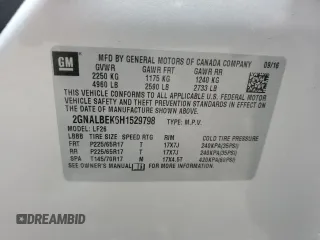 GM
MFD BY GENERAL MOTORS OF CANADA COMPANY
09/16
GVWR GAWR FRT GAWR RR
2250 KG 1175 KG 1240 KG
4960 LB 2590 LB 2733 LB
THIS VEHICLE CONFORMS TO ALL APPLICABLE U.S.
FEDERAL MOTOR VEHICLE SAFETY AND THEFT
PREVENTION STANDARDS IN EFFECT ON THE DATE
OF MANUFACTURE SHOWN ABOVE.
2GNALBEK5H1529798 TYPE: M.P.V.
MODEL: LF26
LBBB TIRE SIZE SPEED RTG RIM COLD TIRE PRESSURE
FRT P225/65R17 T 17X7J 240KPA(35PSI)
RR P225/65R17 T 17X7J 240KPA(35PSI)
SPA T145/70R17 M 17X4.5T 420KPA(60PSI)
SEE OWNER'S MANUAL FOR ADDITIONAL INFORMATION.